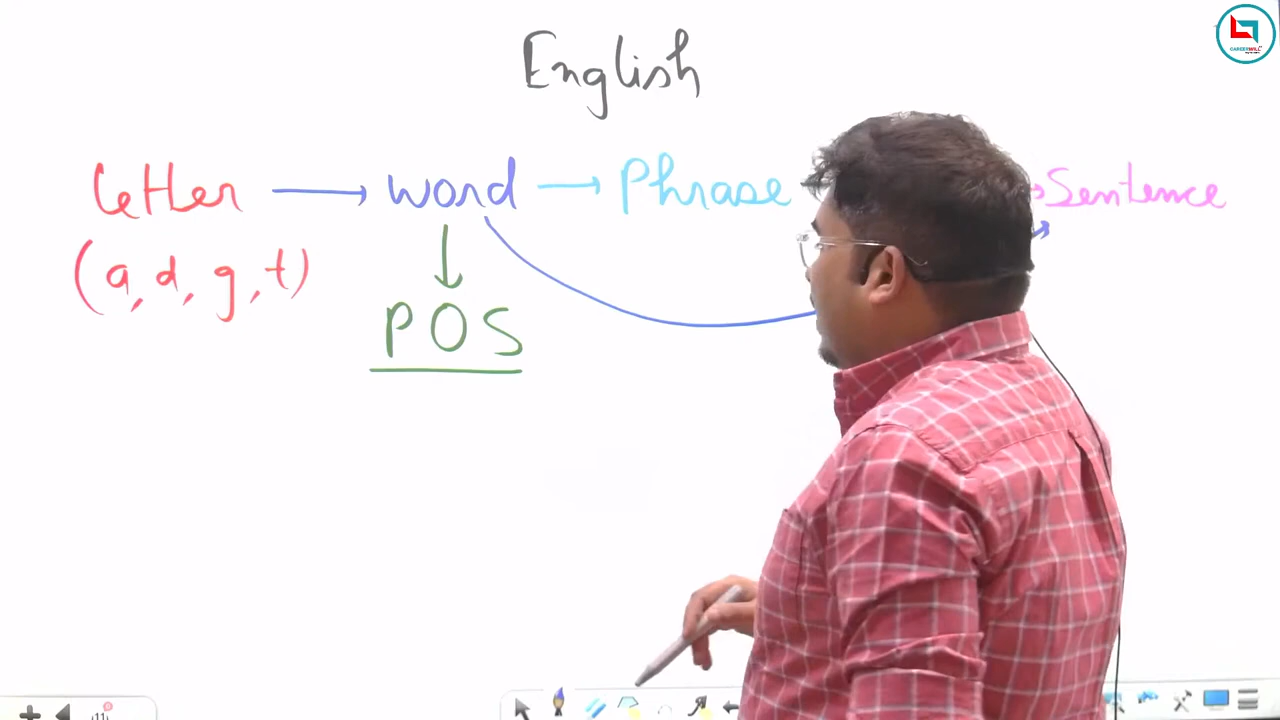 English
letter → word → Phrase → Sentence
(a, d, g, t)
POS